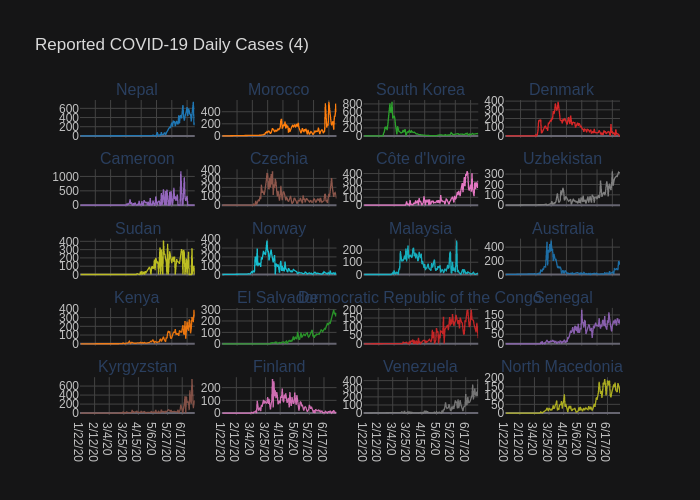 Reported COVID-19 Daily Cases (4)
Nepal Morocco South Korea Denmark
600 400 200 0
400 200 0
800 600 400 200 0
400 300 200 100 0
Cameroon Czechia Côte d'Ivoire Uzbekistan
1000 500 0
400 300 200 100 0
400 300 200 100 0
300 200 100 0
Sudan Norway Malaysia Australia
400 300 200 100 0
400 300 200 100 0
200 100 0
400 200 0
Kenya El Salvador Democratic Republic of the Congo Senegal
400 300 200 100 0
300 200 100 0
200 150 100 50 0
150 100 50 0
Kyrgyzstan Finland Venezuela North Macedonia
600 400 200 0
200 100 0
400 300 200 100 0
200 150 100 50 0
1/22/20 2/12/20 3/4/20 3/25/20 4/15/20 5/6/20 5/27/20 6/17/20
1/22/20 2/12/20 3/4/20 3/25/20 4/15/20 5/6/20 5/27/20 6/17/20
1/22/20 2/12/20 3/4/20 3/25/20 4/15/20 5/6/20 5/27/20 6/17/20
1/22/20 2/12/20 3/4/20 3/25/20 4/15/20 5/6/20 5/27/20 6/17/20